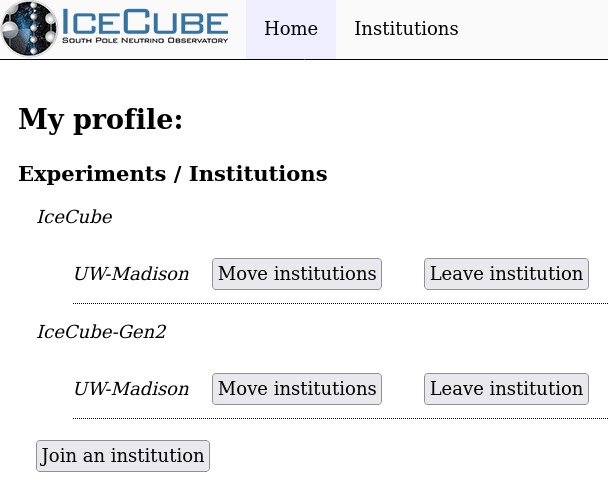 ICECUBE
SOUTH POLE NEUTRINO OBSERVATORY
Home Institutions
My profile:
Experiments / Institutions
IceCube
UW-Madison Move institutions Leave institution
IceCube-Gen2
UW-Madison Move institutions Leave institution
Join an institution